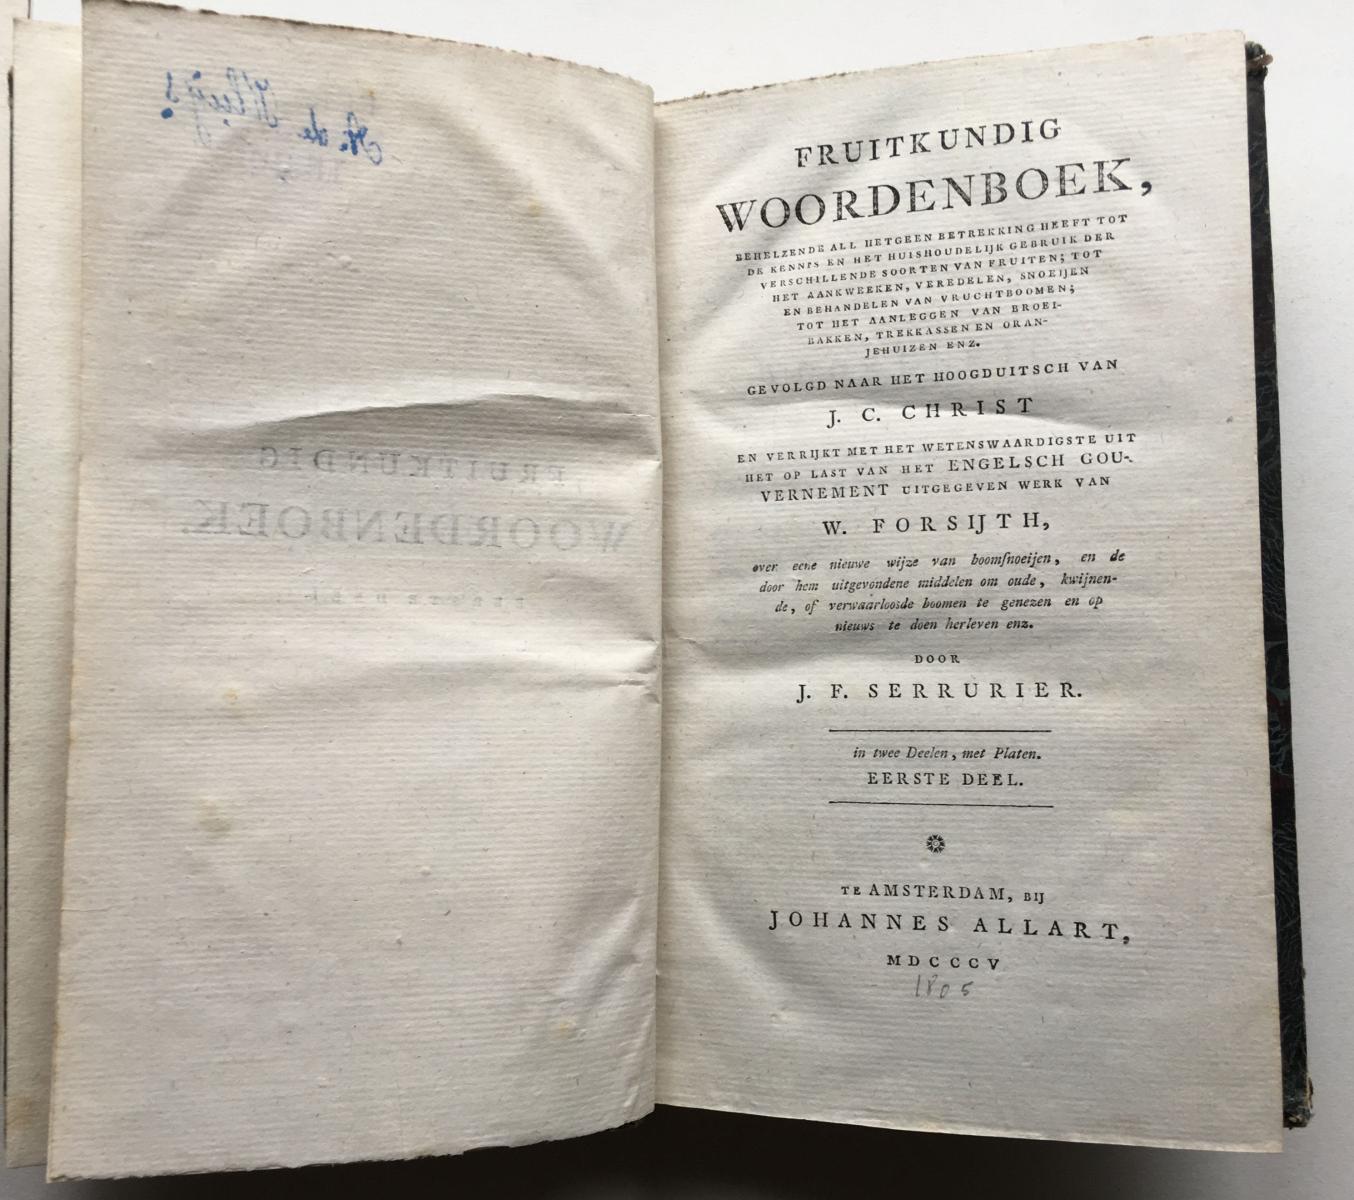 FRUITKUNDIG
WOORDENBOEK.
FRUITKUNDIG
WOORDENBOEK,
BEHELZENDE ALL HETGEEN BETREKKING HEEFT TOT
DE KENNIS EN HET HUISHOUDELIJK GEBRUIK DER
VERSCHILLENDE SOORTEN VAN FRUITEN; TOT
HET AANKWEEKEN, VEREDELEN, SNOEIJEN
EN BEHANDELEN VAN VRUCHTBOOMEN;
TOT HET AANLEGGEN VAN BROEI-
BAKKEN, TREKKASSEN EN ORAN-
JEHUIZEN ENZ.
GEVOLGD NAAR HET HOOGDUITSCH VAN
J. C. CHRIST
EN VERRIJKT MET HET WETENSWAARDIGSTE UIT
HET OP LAST VAN HET ENGELSCH GOU-
VERNEMENT UITGEGEVEN WERK VAN
W. FORSIJTH,
over eene nieuwe wijze van boomſnoeijen, en de
door hem uitgevondene middelen om oude, kwijnen-
de, of verwaarloosde boomen te genezen en op
nieuws te doen herleven enz.
DOOR
J. F. SERRURIER.
in twee Deelen, met Platen.
EERSTE DEEL.
TE AMSTERDAM, BIJ
JOHANNES ALLART,
MDCCCV
1805